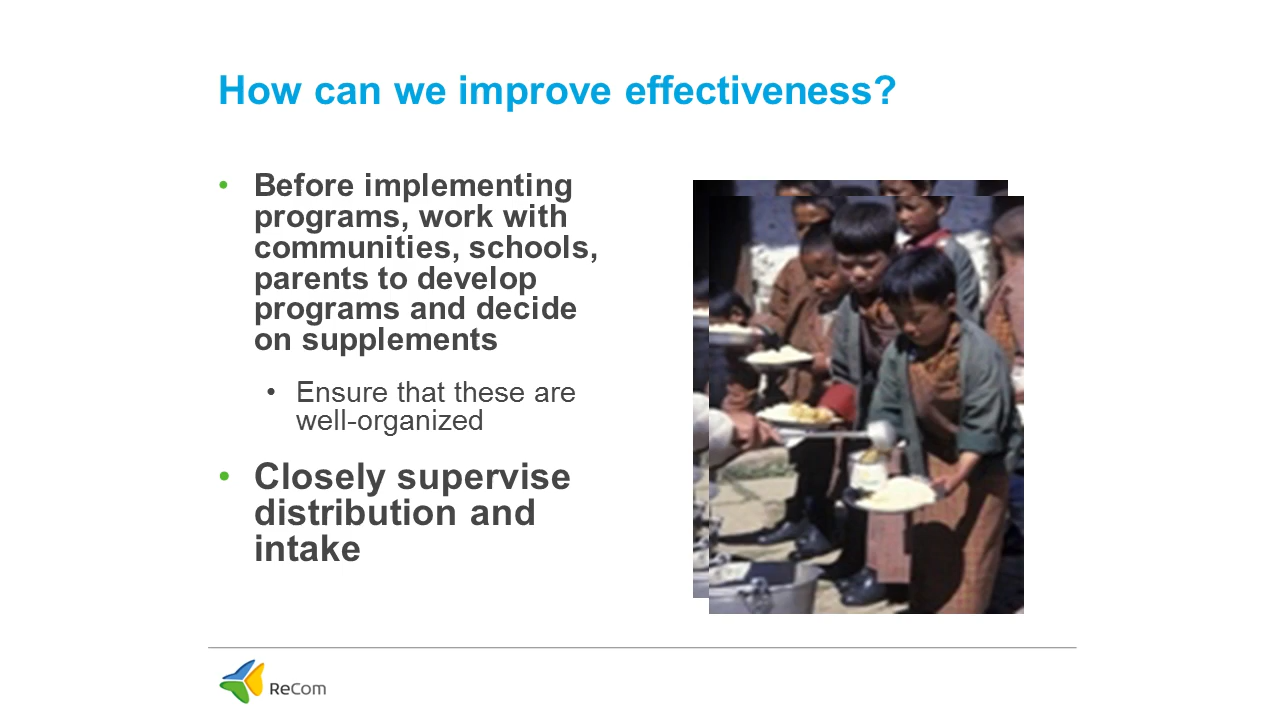 How can we improve effectiveness?
• Before implementing
programs, work with
communities, schools,
parents to develop
programs and decide
on supplements
• Ensure that these are
well-organized
• Closely supervise
distribution and
intake
ReCom